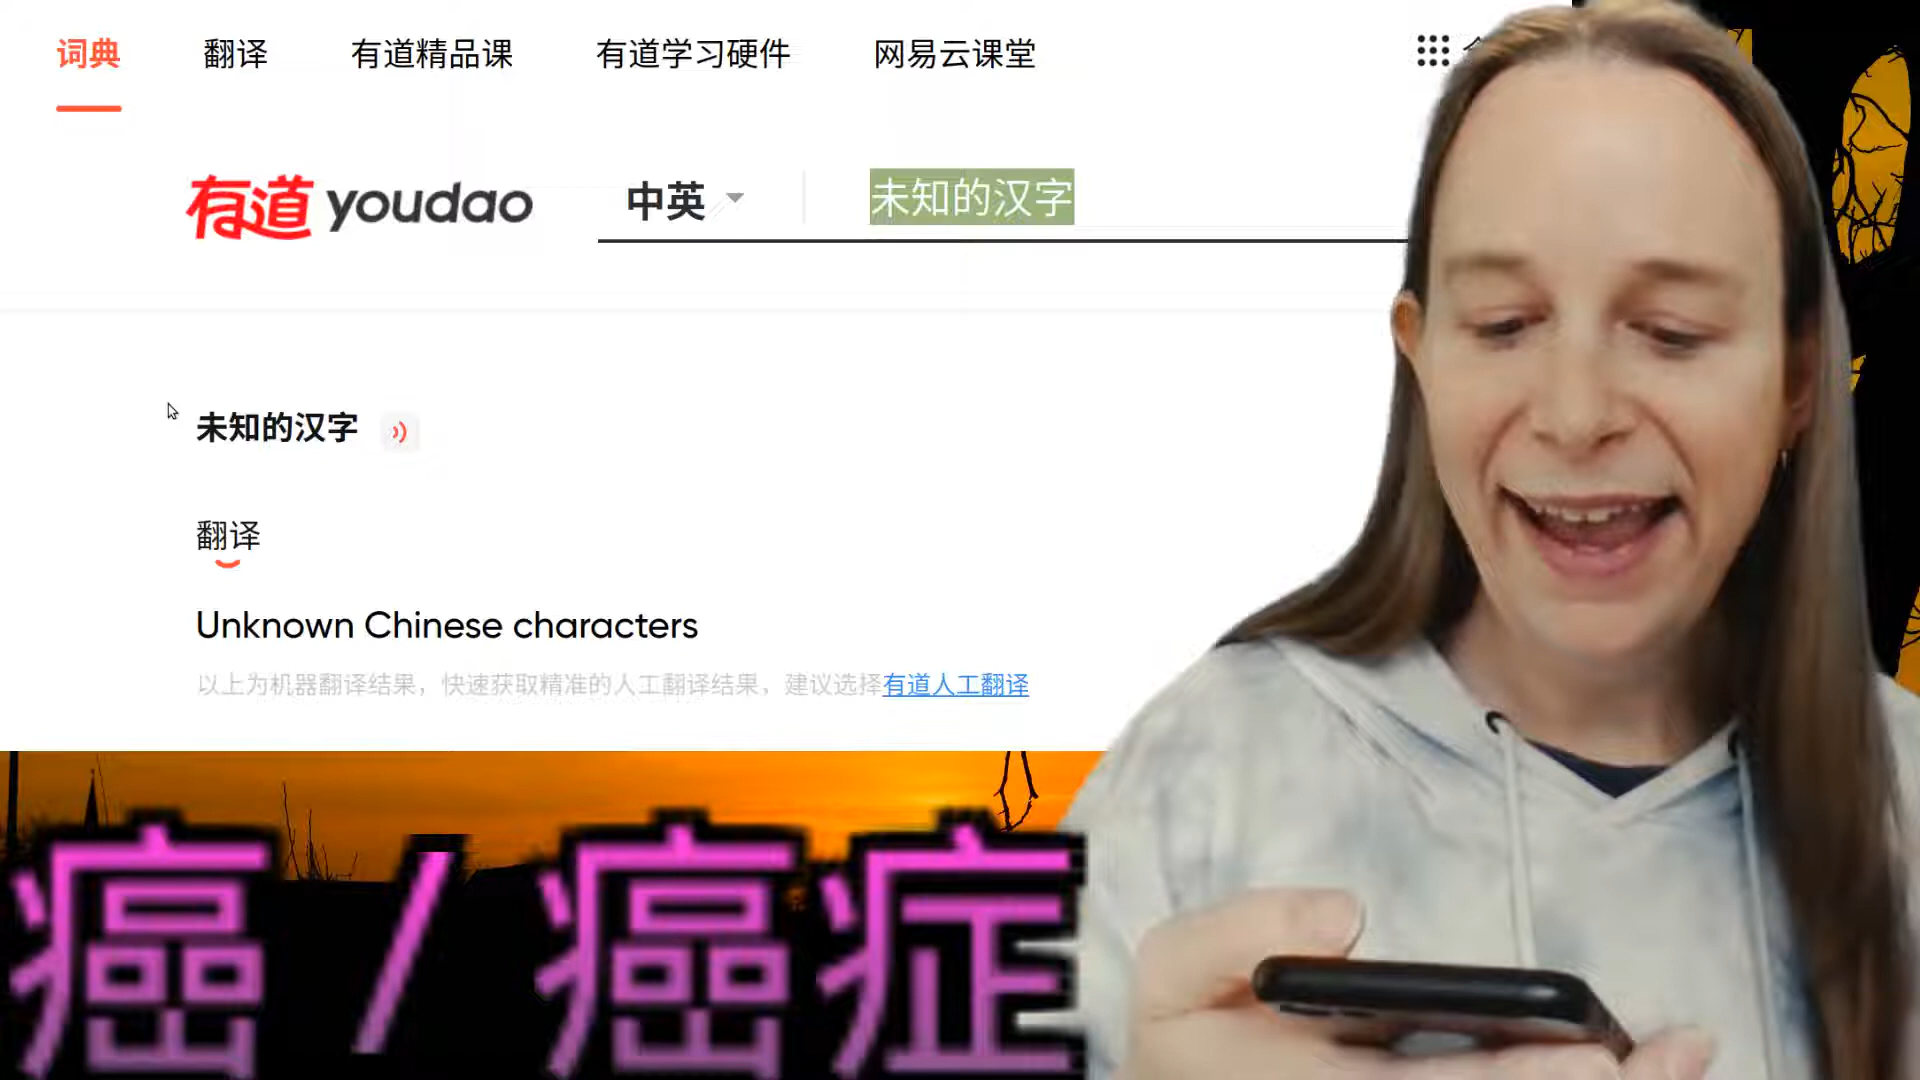 词典 翻译 有道精品课 有道学习硬件 网易云课堂
有道 youdao 中英 未知的汉字
未知的汉字
翻译
Unknown Chinese characters
以上为机器翻译结果，快速获取精准的人工翻译结果，建议选择有道人工翻译
癌 / 癌症